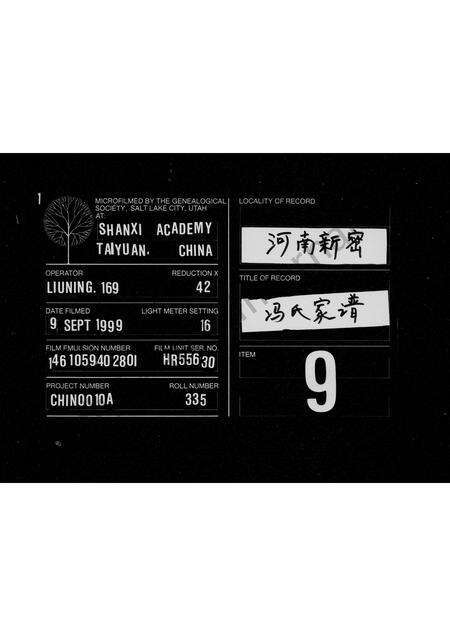 1
MICROFILMED BY THE GENEALOGICAL
SOCIETY, SALT LAKE CITY, UTAH
AT:
SHANXI ACADEMY
TAIYUAN. CHINA
OPERATOR REDUCTION X
LIUNING. 169 42
DATE FILMED LIGHT METER SETTING
9 SEPT 1999 16
FILM EMULSION NUMBER FILM UNIT SER. NO.
146 1059402801 HR556 30
PROJECT NUMBER ROLL NUMBER
CHIN0010A 335
LOCALITY OF RECORD
河南新密
TITLE OF RECORD
冯氏家谱
ITEM
9